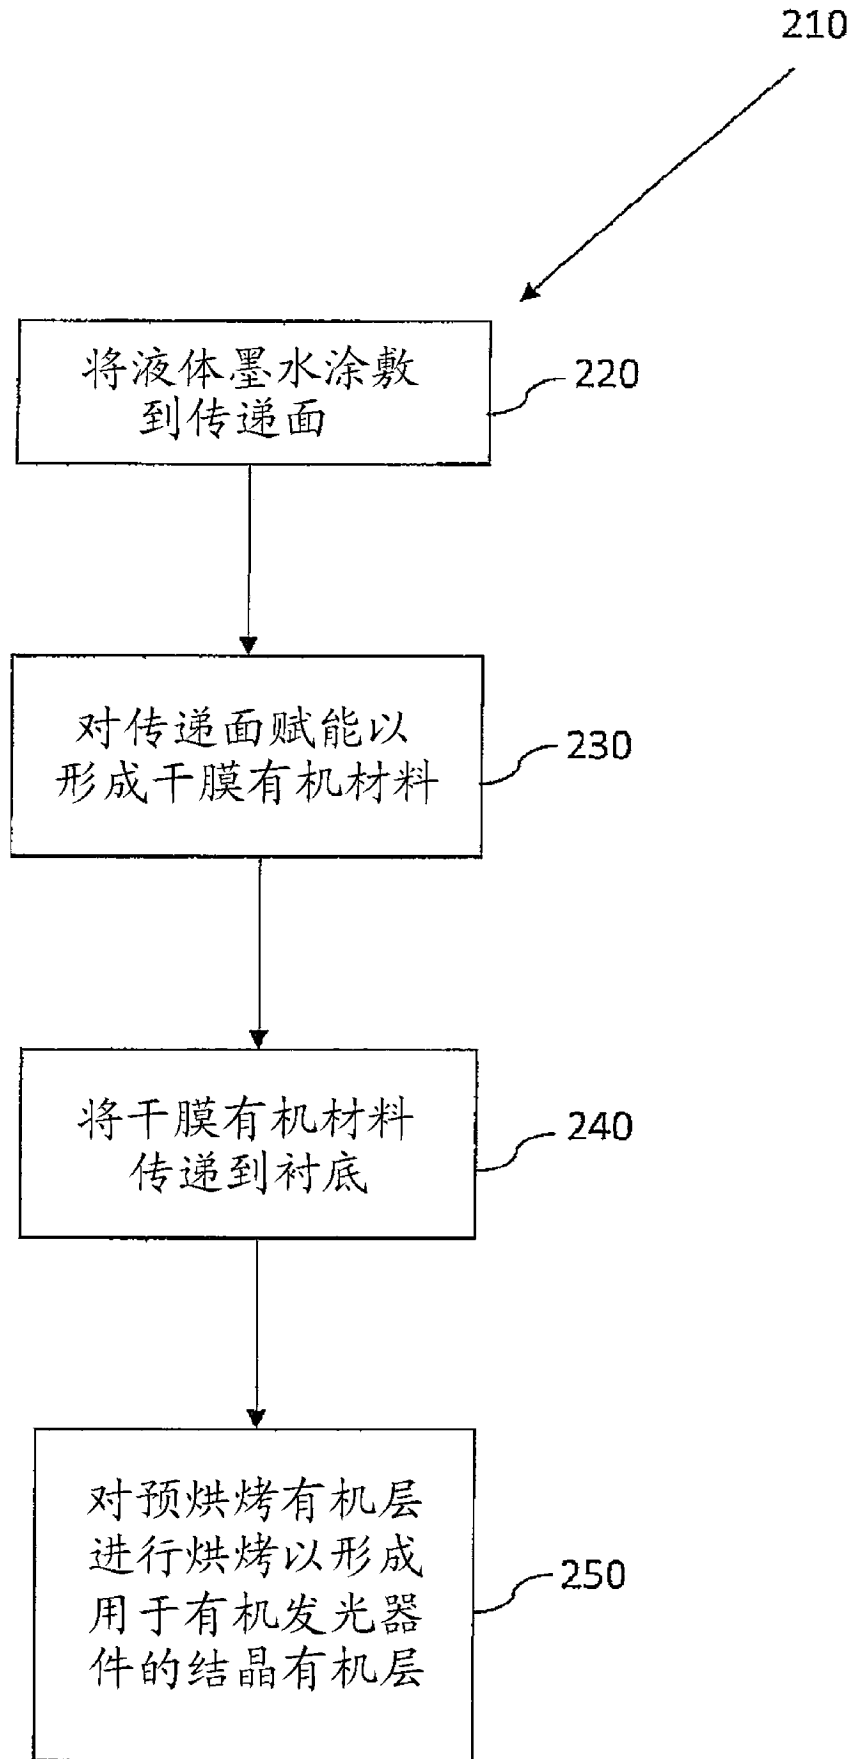 210
将液体墨水涂敷
到传递面
220
对传递面赋能以
形成干膜有机材料
230
将干膜有机材料
传递到衬底
240
对预烘烤有机层
进行烘烤以形成
用于有机发光器
件的结晶有机层
250